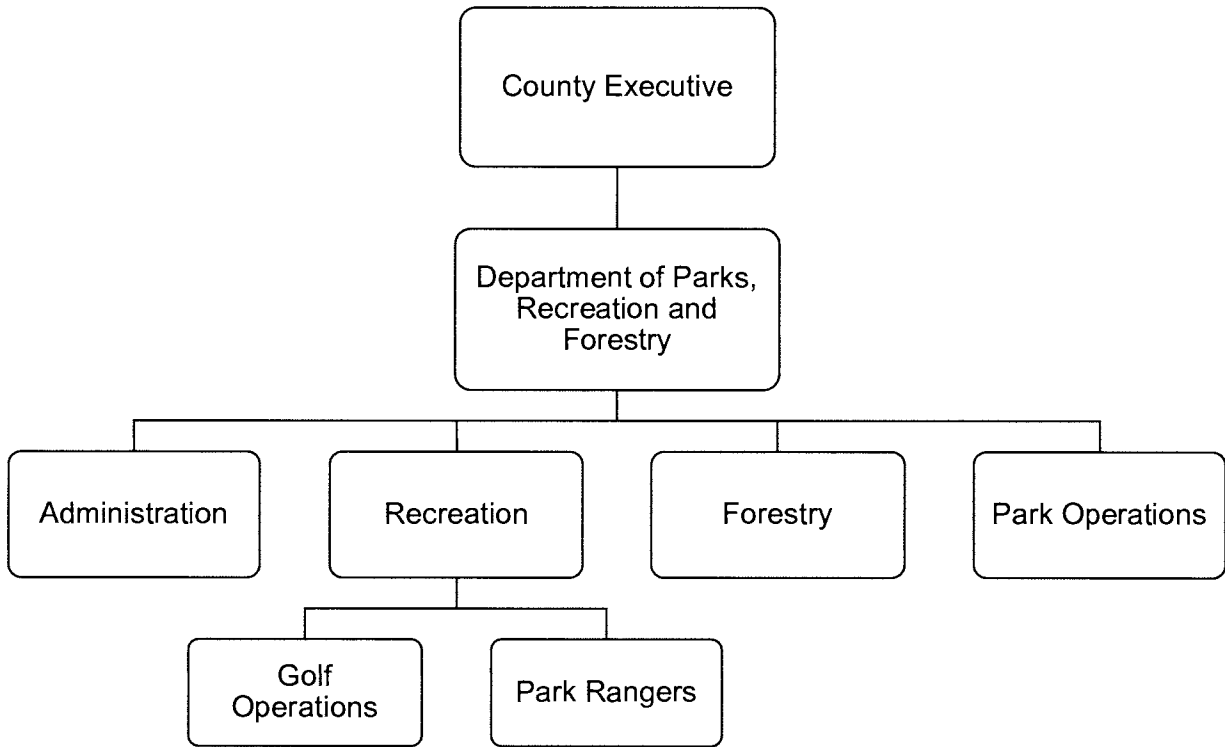 County Executive
Department of Parks,
Recreation and
Forestry
Administration
Recreation
Forestry
Park Operations
Golf
Operations
Park Rangers